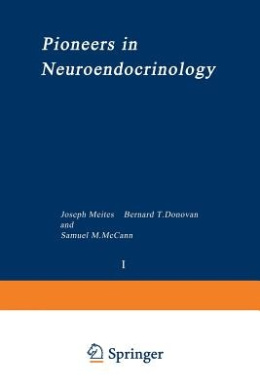 Pioneers in
Neuroendocrinology
Joseph Meites Bernard T.Donovan
and
Samuel M.McCann
I
Springer